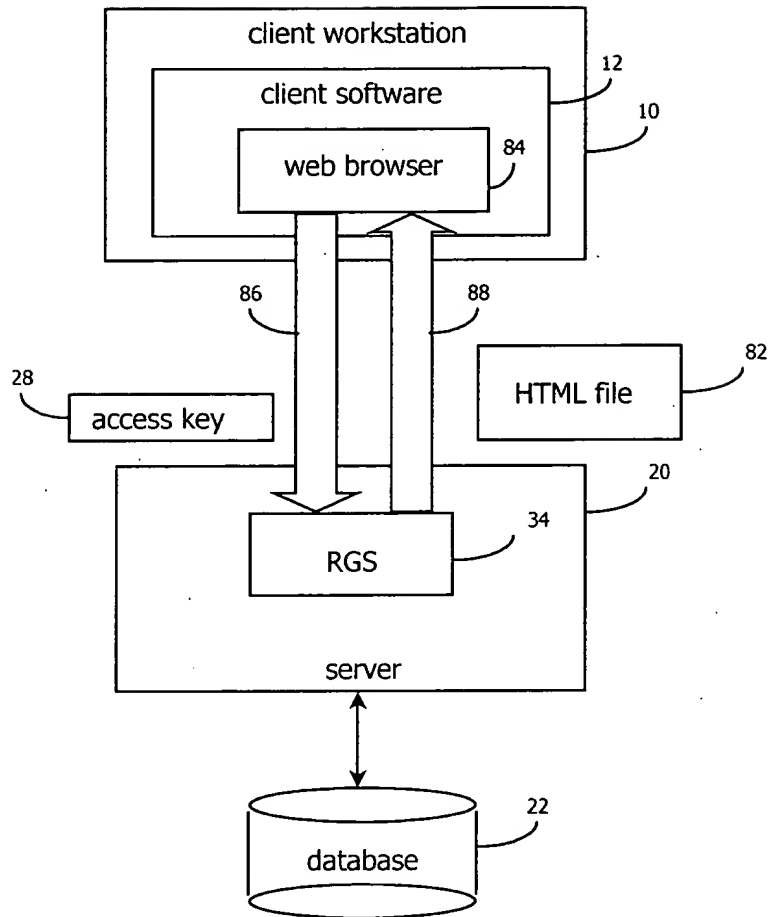 client workstation
12
client software
10
web browser
84
86
88
82
28
HTML file
access key
20
34
RGS
server
22
database